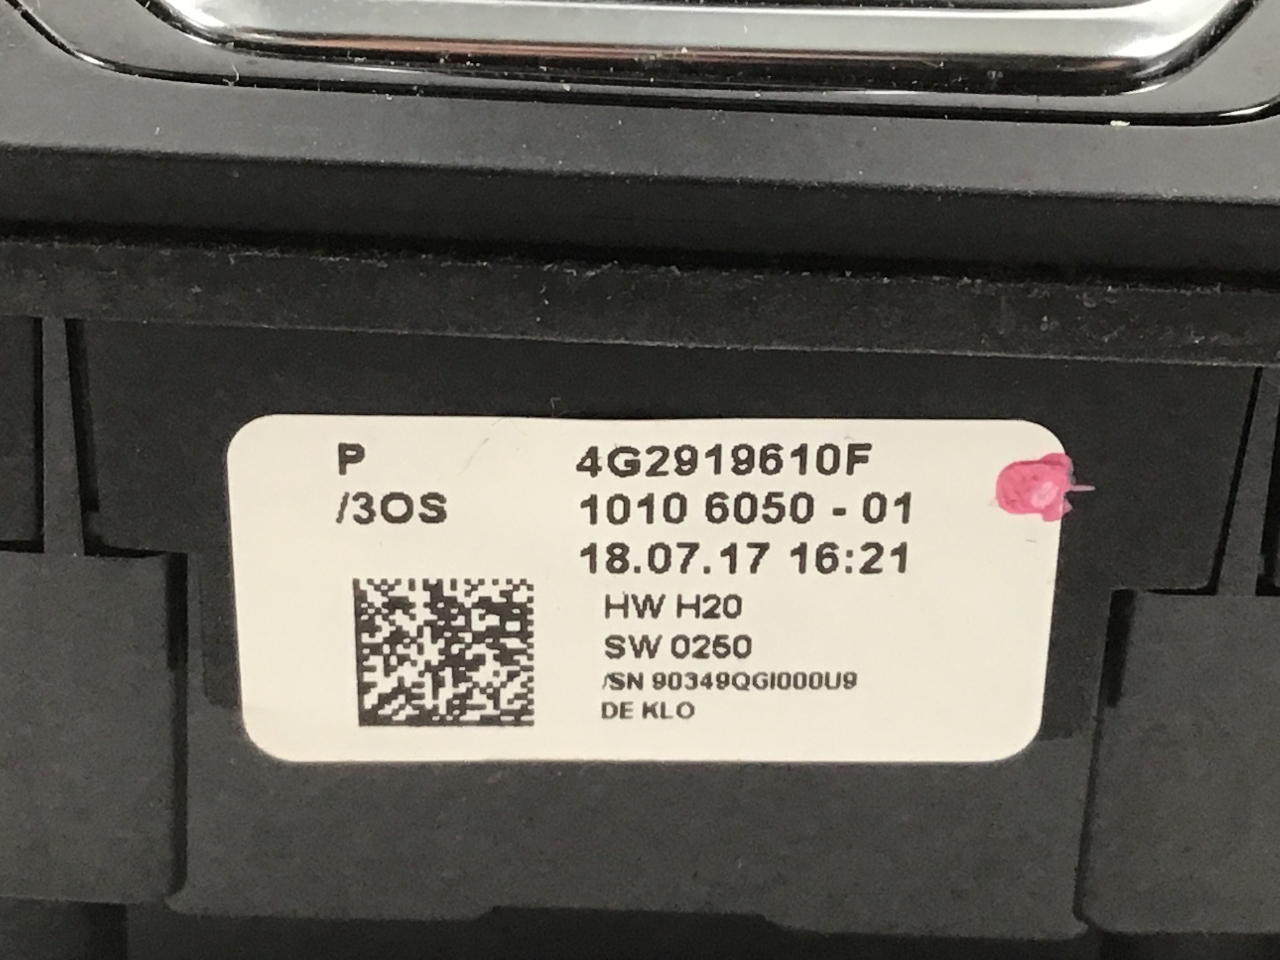 P 4G2919610F
/3OS 1010 6050 - 01
18.07.17 16:21
HW H20
SW 0250
/SN 90349QGI000U9
DE KLO